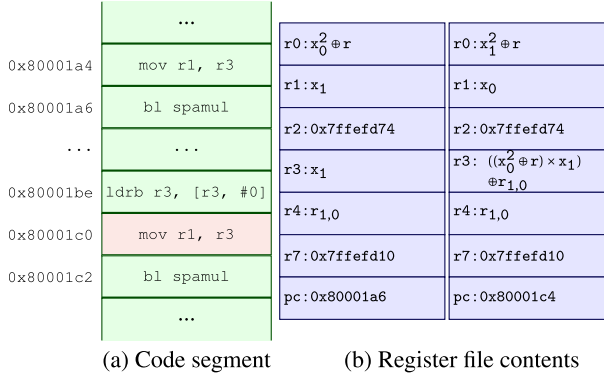 ...
0x80001a4 mov r1, r3
0x80001a6 bl spamul
... ...
0x80001be ldrb r3, [r3, #0]
0x80001c0 mov r1, r3
0x80001c2 bl spamul
...
(a) Code segment
r0:x₀²⊕r
r1:x₁
r2:0x7ffefd74
r3:x₁
r4:r₁,₀
r7:0x7ffefd10
pc:0x80001a6
r0:x₁²⊕r
r1:x₀
r2:0x7ffefd74
r3: ((x₀²⊕r)×x₁)
⊕r₁,₀
r4:r₁,₀
r7:0x7ffefd10
pc:0x80001c4
(b) Register file contents